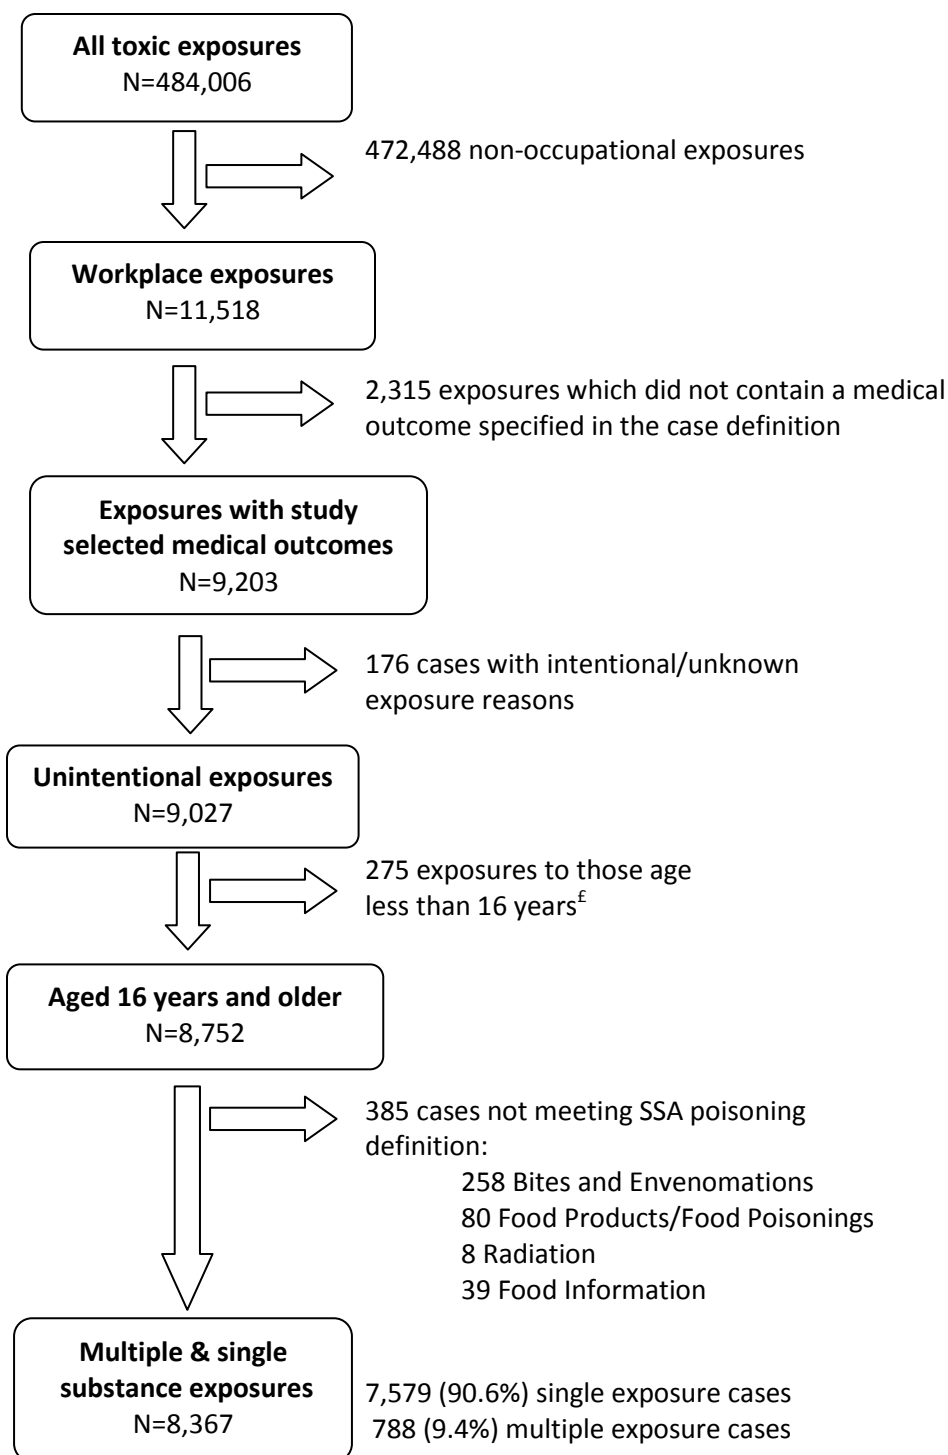 All toxic exposures
N=484,006
472,488 non-occupational exposures
Workplace exposures
N=11,518
2,315 exposures which did not contain a medical
outcome specified in the case definition
Exposures with study
selected medical outcomes
N=9,203
176 cases with intentional/unknown
exposure reasons
Unintentional exposures
N=9,027
275 exposures to those age
less than 16 years£
Aged 16 years and older
N=8,752
385 cases not meeting SSA poisoning
definition:
258 Bites and Envenomations
80 Food Products/Food Poisonings
8 Radiation
39 Food Information
Multiple & single
substance exposures
N=8,367
7,579 (90.6%) single exposure cases
788 (9.4%) multiple exposure cases